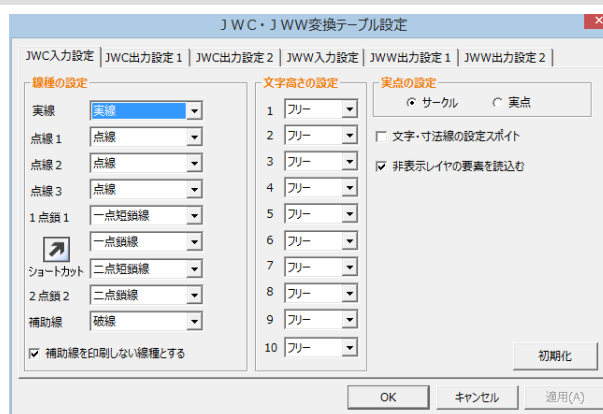 JWC・JWW変換テーブル設定
JWC入力設定 JWC出力設定1 JWC出力設定2 JWW入力設定 JWW出力設定1 JWW出力設定2
線種の設定
実線 実線
点線1 点線
点線2 点線
点線3 点線
1点鎖1 一点短鎖線
一点鎖線
ショートカット 二点短鎖線
2点鎖2 二点鎖線
補助線 破線
補助線を印刷しない線種とする
文字高さの設定
1 フリー
2 フリー
3 フリー
4 フリー
5 フリー
6 フリー
7 フリー
8 フリー
9 フリー
10 フリー
実点の設定
サークル 実点
文字・寸法線の設定スポイト
非表示レイヤの要素を読込む
初期化
OK キャンセル 適用(A)